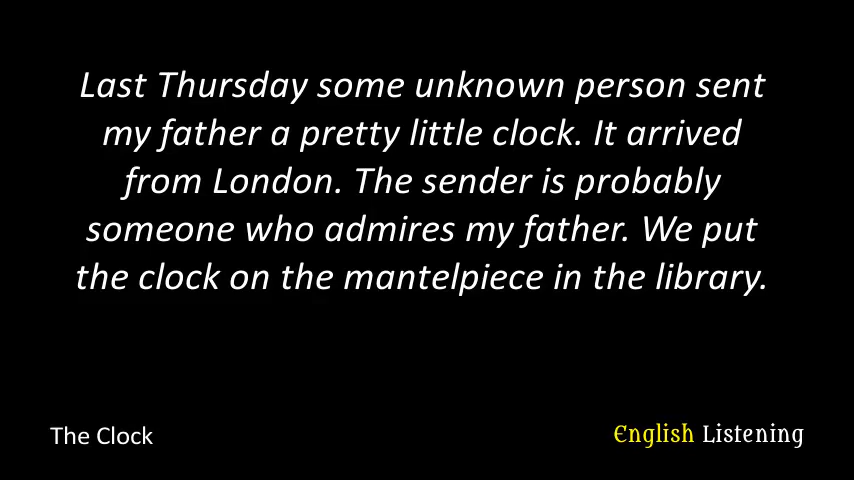 Last Thursday some unknown person sent
my father a pretty little clock. It arrived
from London. The sender is probably
someone who admires my father. We put
the clock on the mantelpiece in the library.
The Clock
English Listening